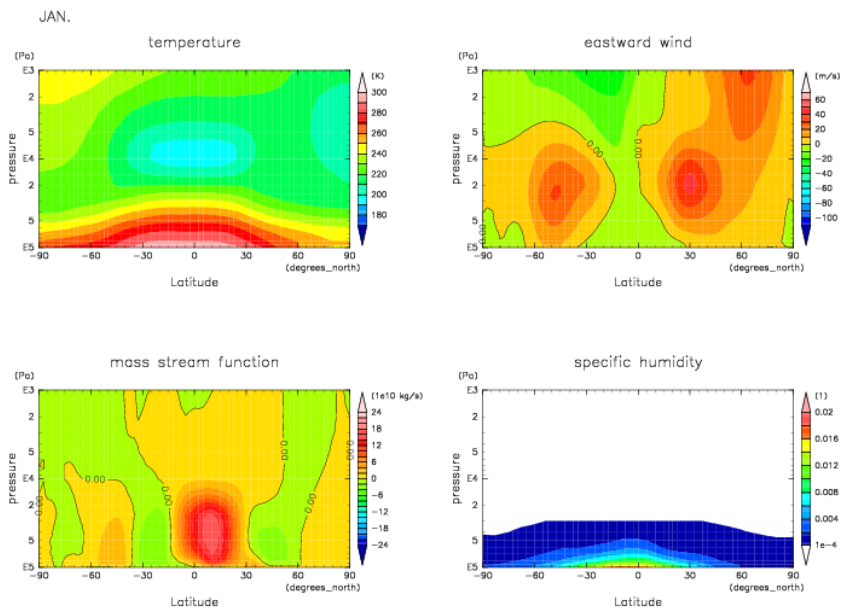 JAN.
temperature
(Pa)
(K)
E3
2
5
E4
2
5
E5
pressure
300
280
260
240
220
200
180
-90 -60 -30 0 30 60 90
(degrees_north)
Latitude
eastward wind
(Pa)
(m/s)
E3
2
5
E4
2
5
E5
pressure
60
40
20
0
-20
-40
-60
-80
-100
0.00
0.00
0.00
-90 -60 -30 0 30 60 90
(degrees_north)
Latitude
mass stream function
(Pa)
(1e10 kg/s)
E3
2
5
E4
2
5
E5
pressure
24
18
12
6
0
-6
-12
-18
-24
0.00
0.00
0.00
0.00
0.00
0.00
-90 -60 -30 0 30 60 90
(degrees_north)
Latitude
specific humidity
(Pa)
(1)
E3
2
5
E4
2
5
E5
pressure
0.02
0.016
0.012
0.008
0.004
1e-4
-90 -60 -30 0 30 60 90
(degrees_north)
Latitude